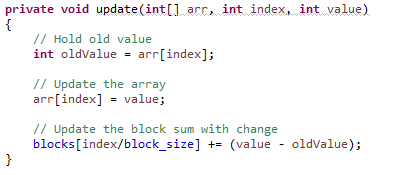 private void update(int[] arr, int index, int value)
{
    // Hold old value
    int oldValue = arr[index];

    // Update the array
    arr[index] = value;

    // Update the block sum with change
    blocks[index/block_size] += (value - oldValue);
}